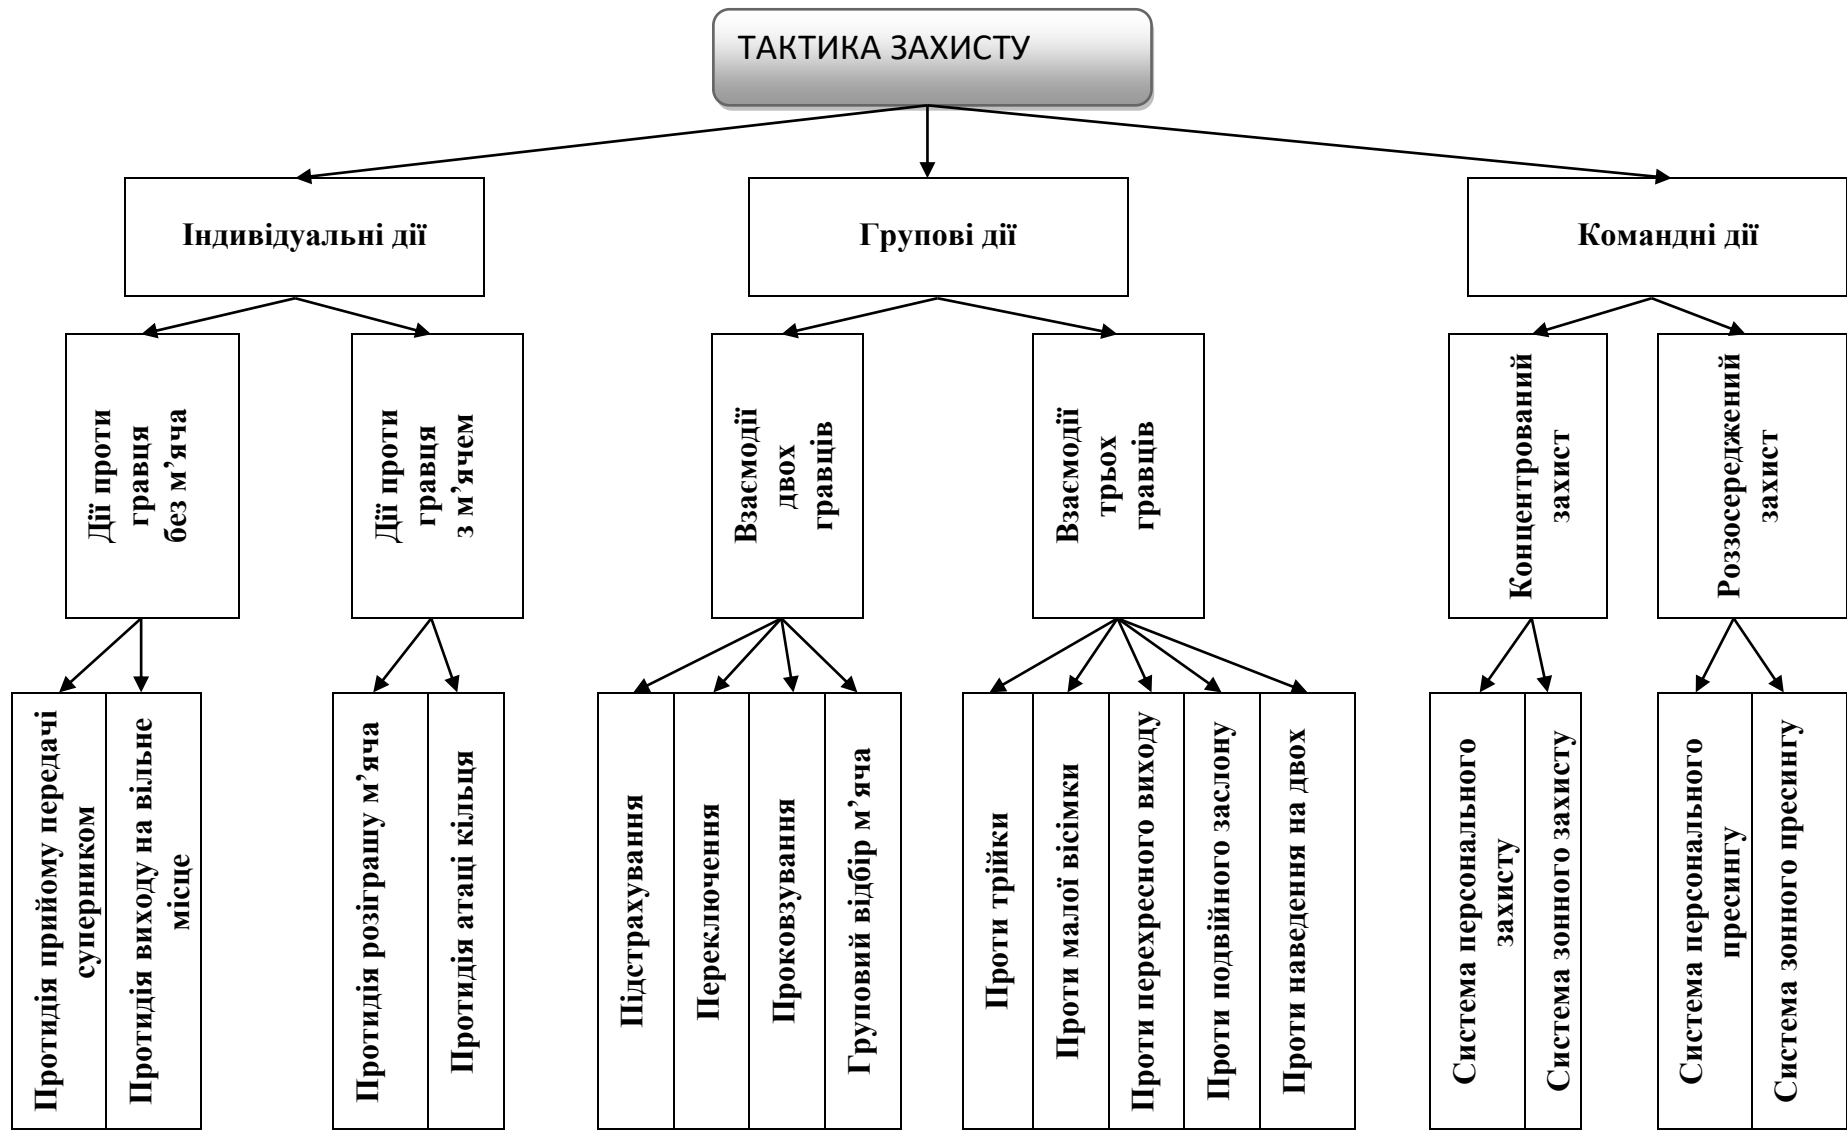 ТАКТИКА ЗАХИСТУ
Індивідуальні дії
Групові дії
Командні дії
Дії проти
гравця
без м’яча
Дії проти
гравця
з м’ячем
Взаємодії
двох
гравців
Взаємодії
трьох
гравців
Концентрований
захист
Роззосереджений
захист
Протидія прийому передачі
суперником
Протидія виходу на вільне
місце
Протидія розіграшу м’яча
Протидія атаці кільця
Підстрахування
Переключення
Проковзування
Груповий відбір м’яча
Проти трійки
Проти малої вісімки
Проти перехресного виходу
Проти подвійного заслону
Проти наведення на двох
Система персонального
захисту
Система зонного захисту
Система персонального
пресингу
Система зонного пресингу